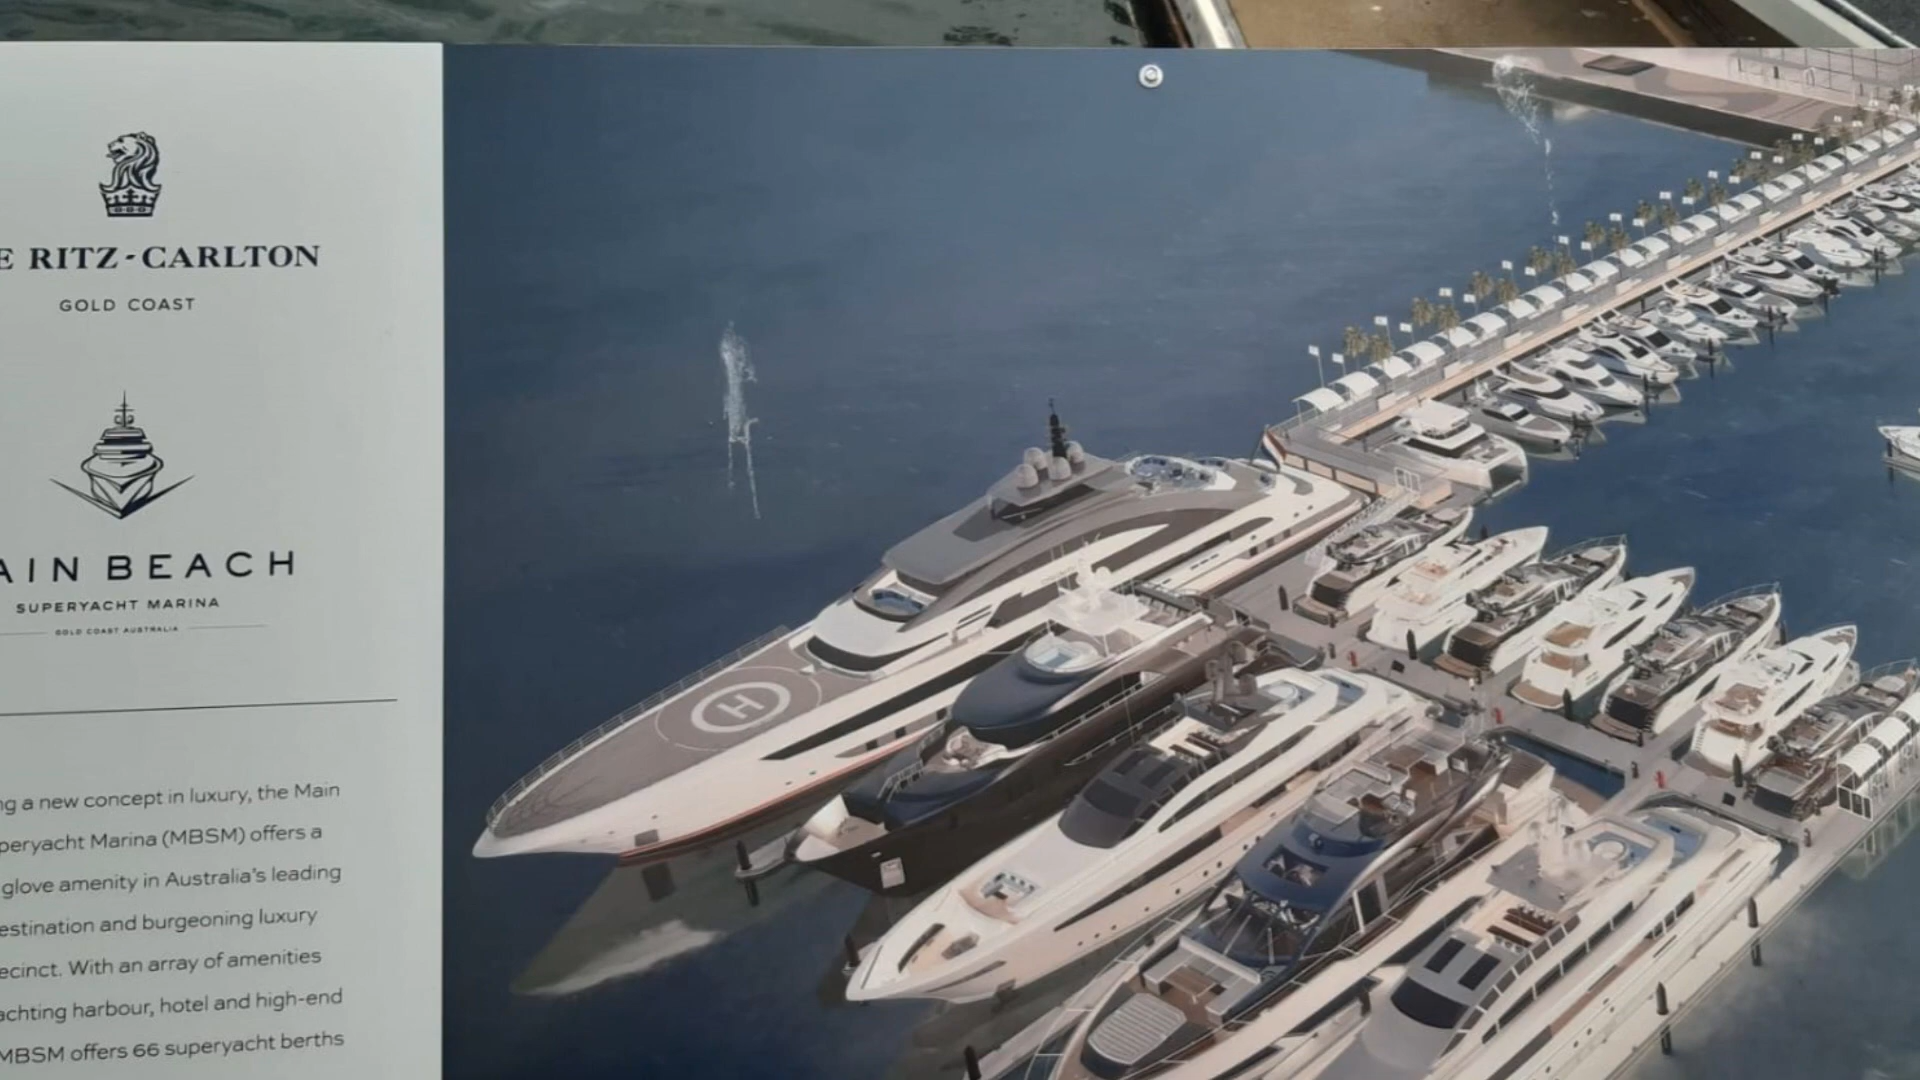 E RITZ-CARLTON
GOLD COAST
AIN BEACH
SUPERYACHT MARINA
GOLD COAST AUSTRALIA
ng a new concept in luxury, the Main
peryacht Marina (MBSM) offers a
glove amenity in Australia's leading
estination and burgeoning luxury
ecinct. With an array of amenities
achting harbour, hotel and high-end
MBSM offers 66 superyacht berths
H